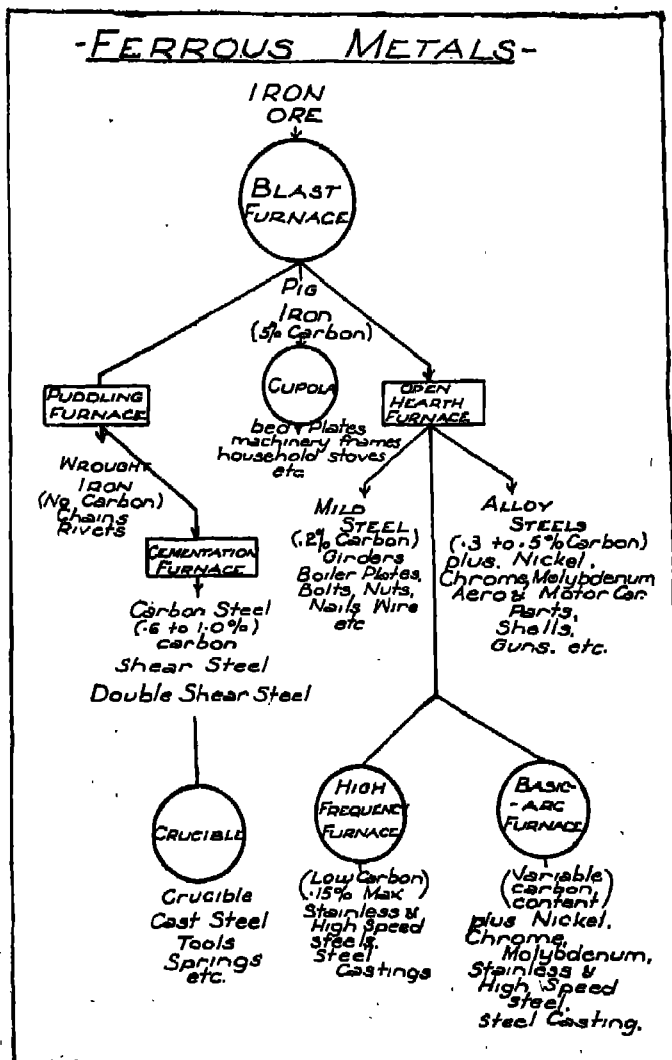 -FERROUS METALS-
IRON
ORE
BLAST
FURNACE
PIG
IRON
(5% Carbon)
PUDDLING
FURNACE
CUPOLA
OPEN
HEARTH
FURNACE
bed Plates
machinery frames
household stoves
etc
WROUGHT
IRON
(No Carbon)
Chains
Rivets
CEMENTATION
FURNACE
Carbon Steel
(.6 to 1.0%)
carbon
Shear Steel
Double Shear Steel
MILD
STEEL
(.2% Carbon)
Girders
Boiler Plates,
Bolts, Nuts,
Nails Wire
etc
ALLOY
STEELS
(.3 to .5% Carbon)
plus. Nickel.
Chrome, Molybdenum
Aero & Motor Car.
Parts,
Shells,
Guns. etc.
CRUCIBLE
Crucible
Cast Steel
Tools
Springs
etc.
HIGH
FREQUENCY
FURNACE
(Low Carbon)
.15% Max
Stainless &
High Speed
steels.
Steel
Castings
BASIC-
-ARC
FURNACE
(Variable
carbon,
content)
plus Nickel,
Chrome,
Molybdenum,
Stainless &
High Speed
steel.
Steel Casting.